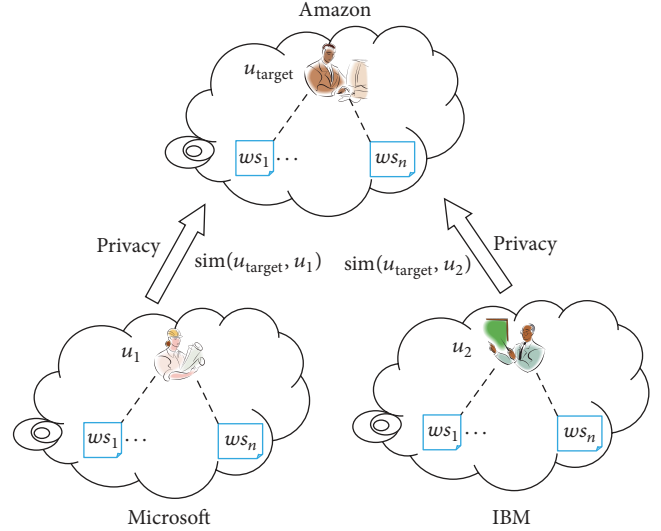 Amazon
u_target
ws_1 ... ws_n
Privacy
sim(u_target, u_1)
sim(u_target, u_2)
Privacy
u_1
ws_1 ... ws_n
Microsoft
u_2
ws_1 ... ws_n
IBM